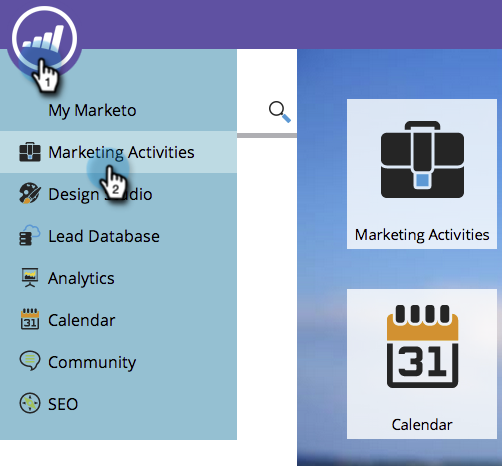 1
My Marketo
Marketing Activities
2
Design Studio
Lead Database
Analytics
31
Calendar
Community
SEO
Marketing Activities
31
Calendar